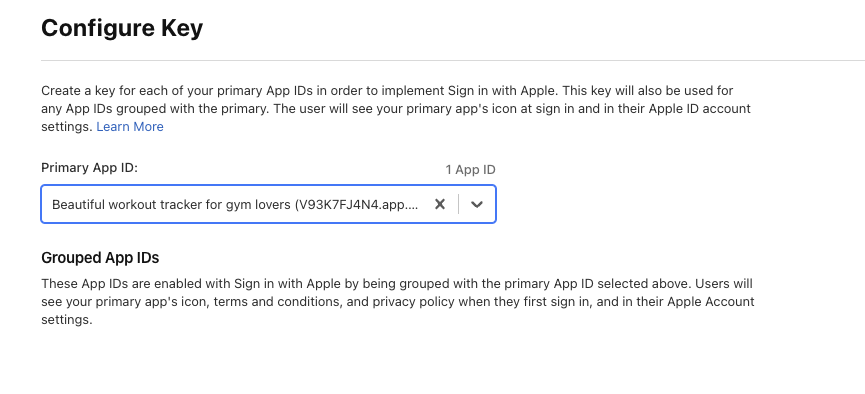 Configure Key
Create a key for each of your primary App IDs in order to implement Sign in with Apple. This key will also be used for
any App IDs grouped with the primary. The user will see your primary app's icon at sign in and in their Apple ID account
settings. Learn More
Primary App ID:
1 App ID
Beautiful workout tracker for gym lovers (V93K7FJ4N4.app....
Grouped App IDs
These App IDs are enabled with Sign in with Apple by being grouped with the primary App ID selected above. Users will
see your primary app's icon, terms and conditions, and privacy policy when they first sign in, and in their Apple Account
settings.